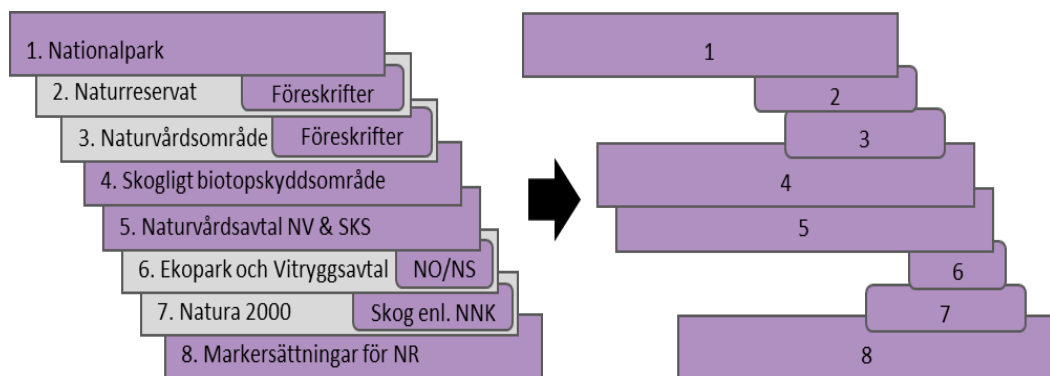 1. Nationalpark
2. Naturreservat
Föreskrifter
3. Naturvårdsområde
Föreskrifter
4. Skogligt biotopskyddsområde
5. Naturvårdsavtal NV & SKS
6. Ekopark och Vitryggsavtal
NO/NS
7. Natura 2000
Skog enl. NNK
8. Markersättningar för NR
1
2
3
4
5
6
7
8